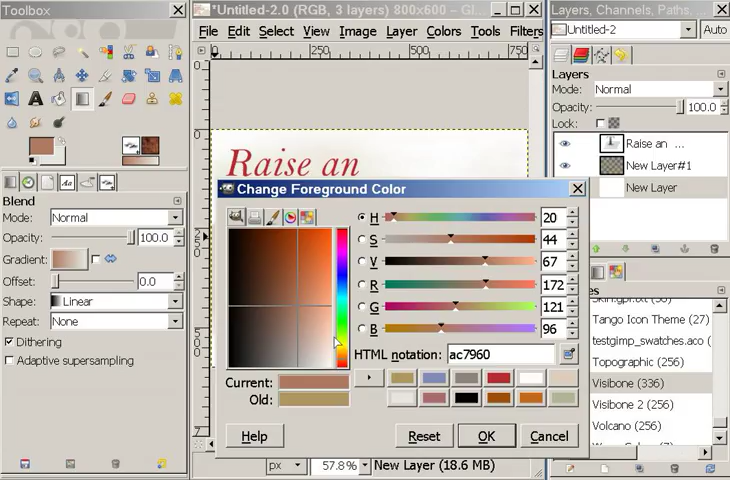 Toolbox
Blend
Mode: Normal
Opacity: 100.0
Gradient:
Offset: 0.0
Shape: Linear
Repeat: None
Dithering
Adaptive supersampling
*Untitled-2.0 (RGB, 3 layers) 800x600 – G
File Edit Select View Image Layer Colors Tools Filters
0 250 500 750
Raise an
Change Foreground Color
H 20
S 44
V 67
R 172
G 121
B 96
HTML notation: ac7960
Current:
Old:
Help Reset OK Cancel
px 57.8% New Layer (18.6 MB)
Layers, Channels, Paths, ...
Untitled-2 Auto
Layers
Mode: Normal
Opacity: 100.0
Lock:
Raise an ...
New Layer#1
New Layer
es
Tango Icon Theme (27)
testgimp_swatches.aco (
Topographic (256)
Visibone (336)
Visibone 2 (256)
Volcano (256)